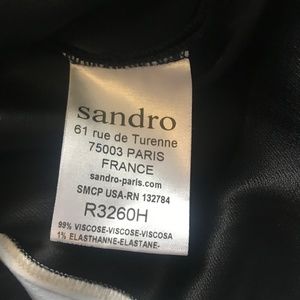 sandro
61 rue de Turenne
75003 PARIS
FRANCE
sandro-paris.com
SMCP USA-RN 132784
R3260H
99% VISCOSE-VISCOSE-VISCOSA
1% ELASTHANNE-ELASTANE-